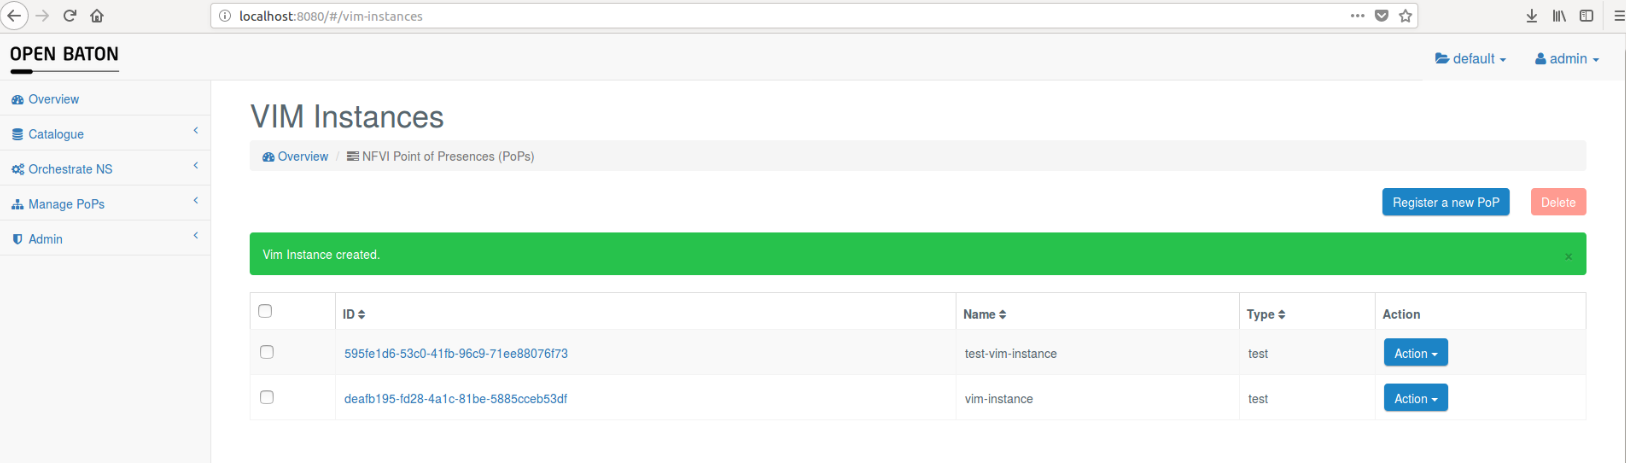 localhost:8080/#/vim-instances
OPEN BATON
default
admin
Overview
Catalogue
Orchestrate NS
Manage PoPs
Admin
VIM Instances
Overview / NFVI Point of Presences (PoPs)
Register a new PoP Delete
Vim Instance created. ×
ID Name Type Action
595fe1d6-53c0-41fb-96c9-71ee88076f73 test-vim-instance test Action
deafb195-fd28-4a1c-81be-5885cceb53df vim-instance test Action